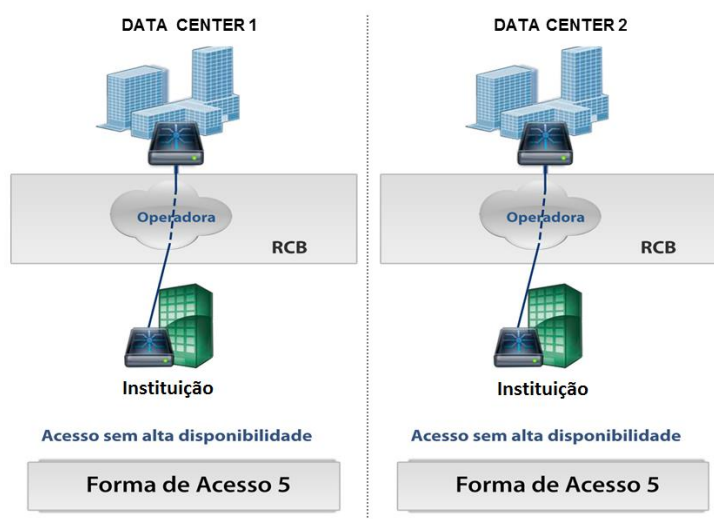 DATA CENTER 1
Operadora
RCB
Instituição
Acesso sem alta disponibilidade
Forma de Acesso 5
DATA CENTER 2
Operadora
RCB
Instituição
Acesso sem alta disponibilidade
Forma de Acesso 5